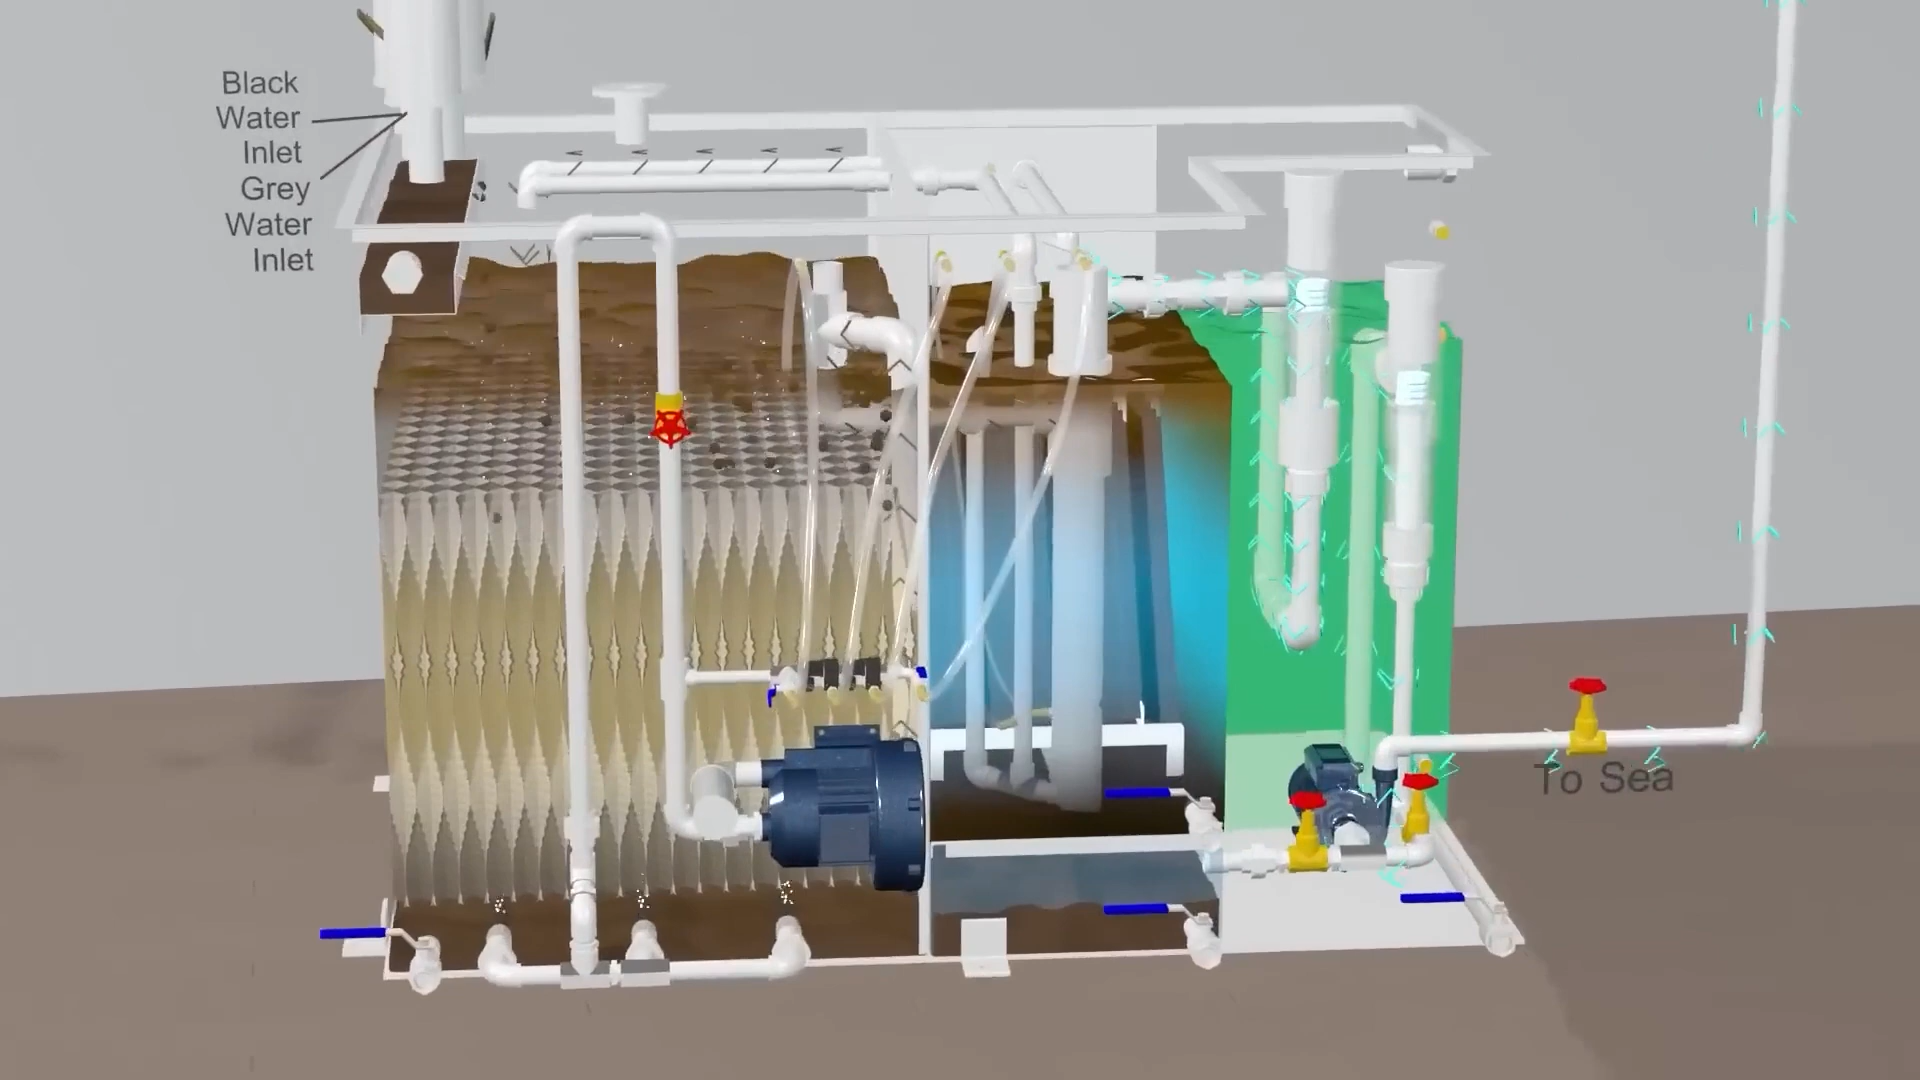 Black
Water
Inlet
Grey
Water
Inlet
To Sea